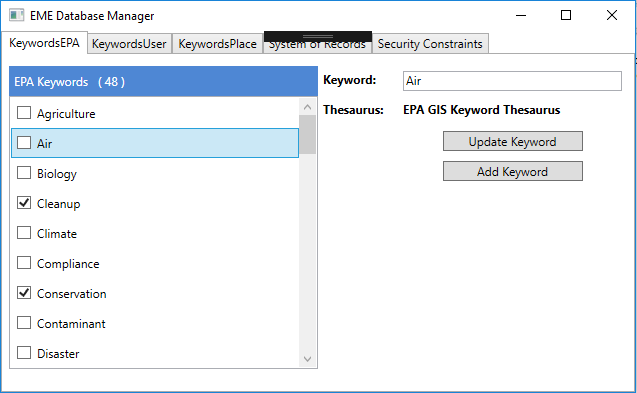 EME Database Manager
KeywordsEPA KeywordsUser KeywordsPlace System of Records Security Constraints
EPA Keywords ( 48 )
Agriculture
Air
Biology
Cleanup
Climate
Compliance
Conservation
Contaminant
Disaster
Keyword: Air
Thesaurus: EPA GIS Keyword Thesaurus
Update Keyword
Add Keyword